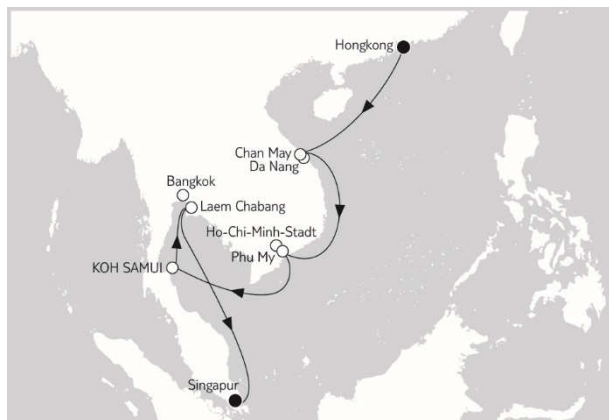 Hongkong
Chan May
Da Nang
Bangkok
Laem Chabang
Ho-Chi-Minh-Stadt
Phu My
KOH SAMUI
Singapur